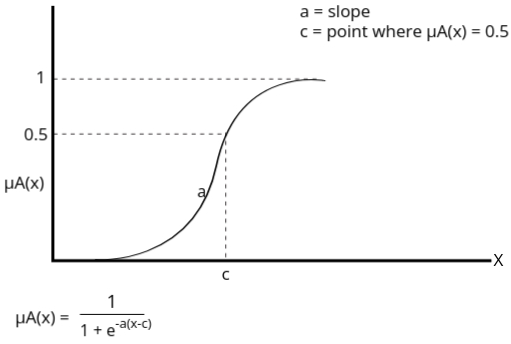 a = slope
c = point where μA(x) = 0.5
1
0.5
μA(x)
a
X
c
μA(x) = 1
1 + e-a(x-c)